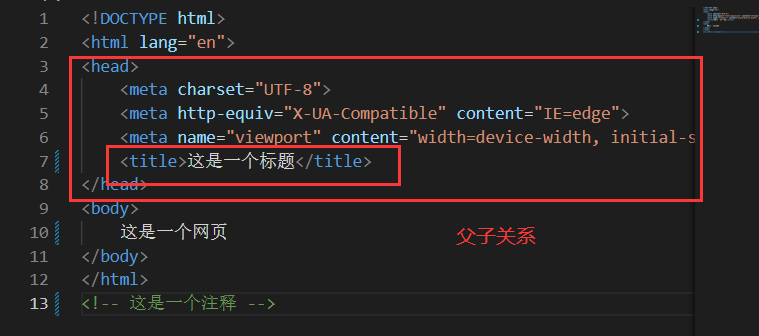 1 <!DOCTYPE html>
2 <html lang="en">
3 <head>
4 <meta charset="UTF-8">
5 <meta http-equiv="X-UA-Compatible" content="IE=edge">
6 <meta name="viewport" content="width=device-width, initial-s
7 <title>这是一个标题</title>
8 </head>
9 <body>
10 这是一个网页
父子关系
11 </body>
12 </html>
13 <!-- 这是一个注释 -->